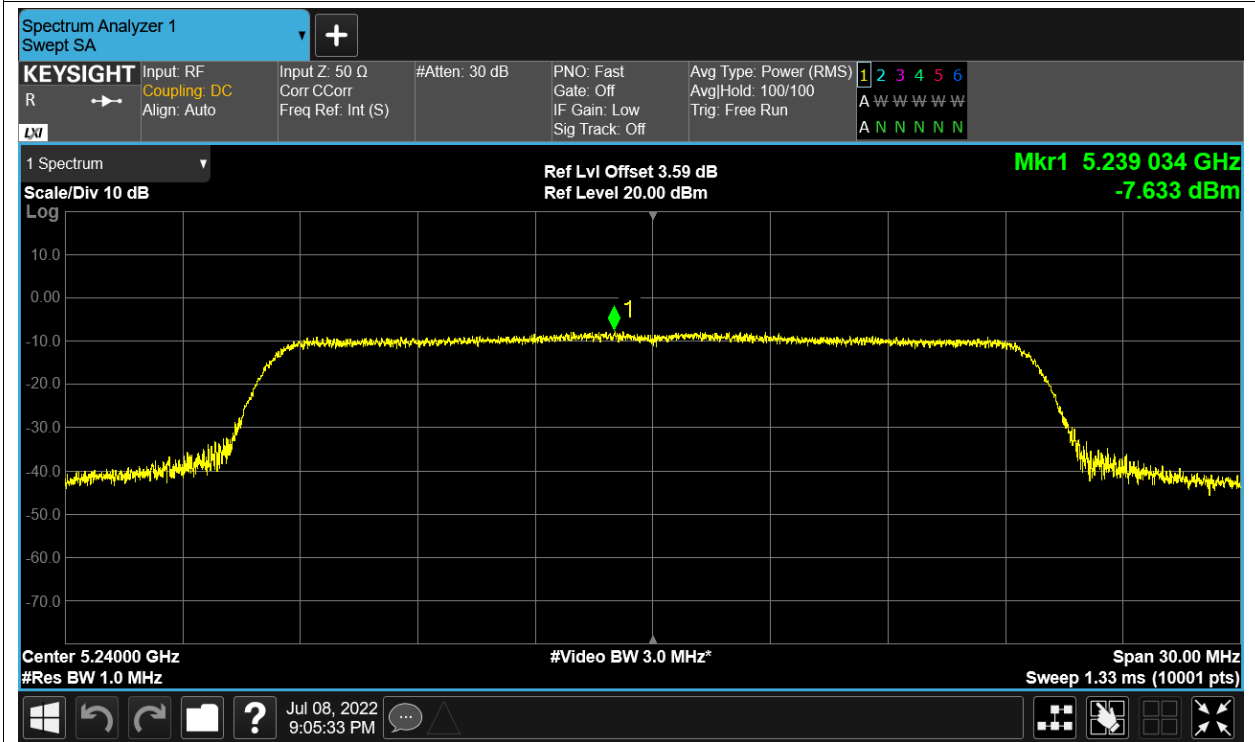 Spectrum Analyzer 1
Swept SA
+
KEYSIGHT
R
LXI
Input: RF
Coupling: DC
Align: Auto
Input Z: 50 Ω
Corr CCorr
Freq Ref: Int (S)
#Atten: 30 dB
PNO: Fast
Gate: Off
IF Gain: Low
Sig Track: Off
Avg Type: Power (RMS)
Avg|Hold: 100/100
Trig: Free Run
1 2 3 4 5 6
A W W W W W
A N N N N N
1 Spectrum
Scale/Div 10 dB
Ref Lvl Offset 3.59 dB
Ref Level 20.00 dBm
Mkr1 5.239 034 GHz
-7.633 dBm
Log
10.0
0.00
-10.0
-20.0
-30.0
-40.0
-50.0
-60.0
-70.0
1
Center 5.24000 GHz
#Res BW 1.0 MHz
#Video BW 3.0 MHz*
Span 30.00 MHz
Sweep 1.33 ms (10001 pts)
?
Jul 08, 2022
9:05:33 PM